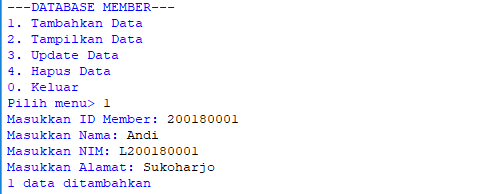 ---DATABASE MEMBER---
1. Tambahkan Data
2. Tampilkan Data
3. Update Data
4. Hapus Data
0. Keluar
Pilih menu> 1
Masukkan ID Member: 200180001
Masukkan Nama: Andi
Masukkan NIM: L200180001
Masukkan Alamat: Sukoharjo
1 data ditambahkan